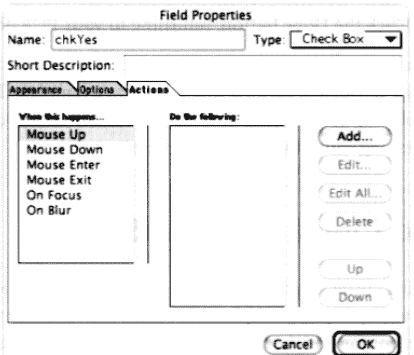 Field Properties
Name: chkYes Type: Check Box
Short Description:
Appearance Options Actions
When this happens... Do the following:
Mouse Up
Mouse Down
Mouse Enter
Mouse Exit
On Focus
On Blur
Add...
Edit...
Edit All...
Delete
Up
Down
Cancel OK